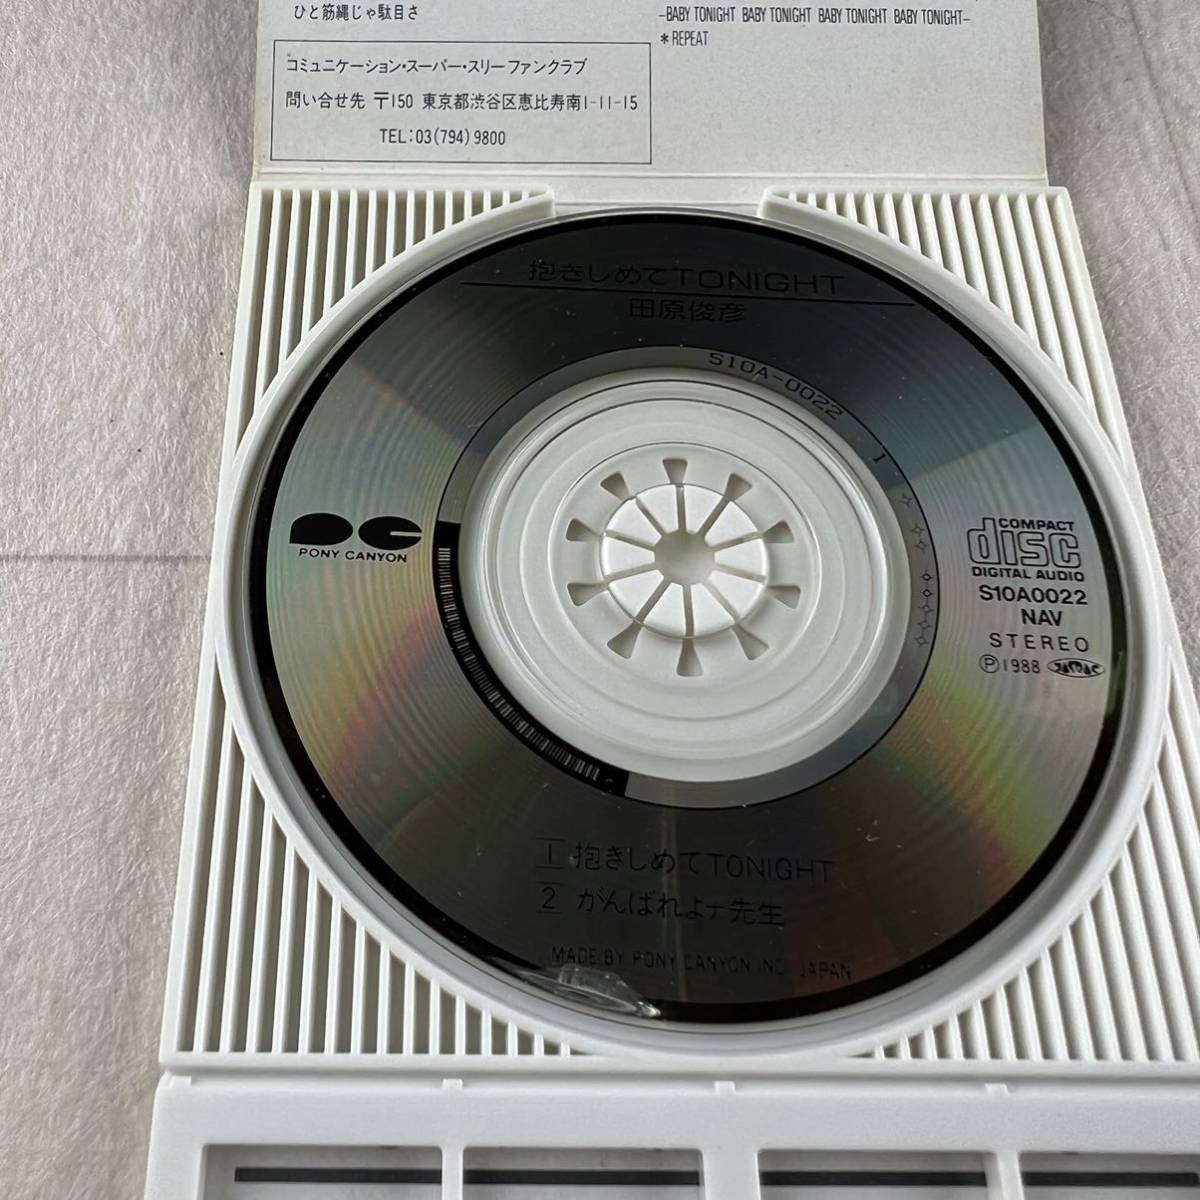 ひと筋縄じゃ駄目さ
-BABY TONIGHT BABY TONIGHT BABY TONIGHT BABY TONIGHT-
*REPEAT
コミュニケーション・スーパー・スリーファンクラブ
問い合せ先 〒150 東京都渋谷区恵比寿南1-11-15
TEL:03(794)9800
抱きしめてTONIGHT
田原俊彦
S10A-0022 1
PONY CANYON
COMPACT
disc
DIGITAL AUDIO
S10A0022
NAV
STEREO
Ⓟ1988 JASRAC
1 抱きしめてTONIGHT
2 がんばれよナ先生
MADE BY PONY CANYON INC. JAPAN